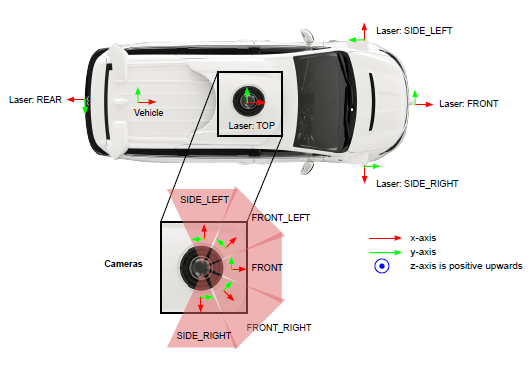 Laser: SIDE_LEFT
Laser: REAR
Vehicle
Laser: TOP
Laser: FRONT
Laser: SIDE_RIGHT
SIDE_LEFT
FRONT_LEFT
Cameras
FRONT
FRONT_RIGHT
SIDE_RIGHT
x-axis
y-axis
z-axis is positive upwards